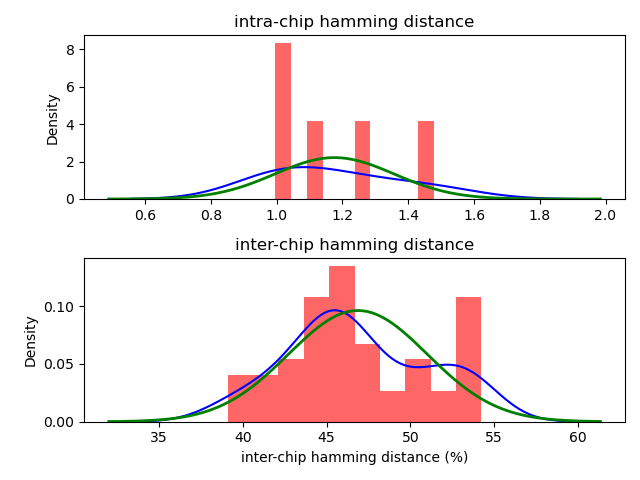 intra-chip hamming distance
8
6
4
2
0
Density
0.6 0.8 1.0 1.2 1.4 1.6 1.8 2.0
inter-chip hamming distance
0.10
0.05
0.00
Density
35 40 45 50 55 60
inter-chip hamming distance (%)